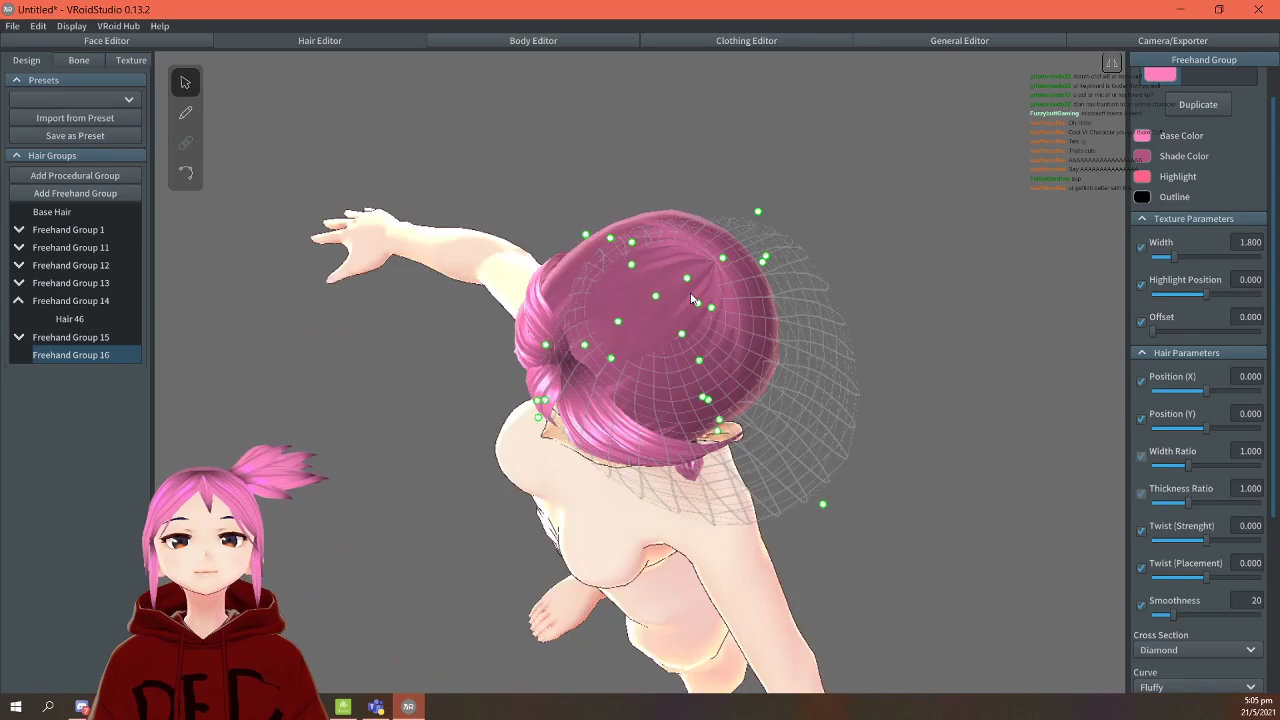 Untitled* - VRoidStudio 0.13.2
File Edit Display VRoid Hub Help
Face Editor Hair Editor Body Editor Clothing Editor General Editor Camera/Exporter
Design Bone Texture
Presets
Import from Preset
Save as Preset
Hair Groups
Add Procedural Group
Add Freehand Group
Base Hair
Freehand Group 1
Freehand Group 11
Freehand Group 12
Freehand Group 13
Freehand Group 14
Hair 46
Freehand Group 15
Freehand Group 16
FuzzybuttGaming
Oh Hello
Thats cute
Freehand Group
Duplicate
Base Color
Shade Color
Highlight
Outline
Texture Parameters
Width 1.800
Highlight Position 0.000
Offset 0.000
Hair Parameters
Position (X) 0.000
Position (Y) 0.000
Width Ratio 1.000
Thickness Ratio 1.000
Twist (Strenght) 0.000
Twist (Placement) 0.000
Smoothness 20
Cross Section
Diamond
Curve
Fluffy
DED
5:05 pm
21/5/2021